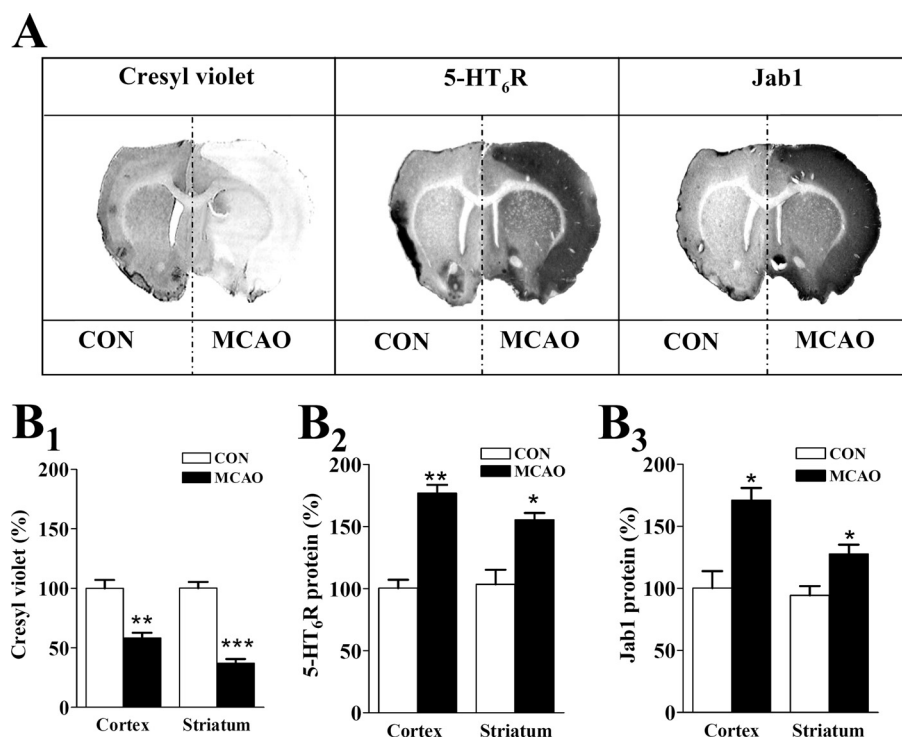 A
Cresyl violet 5-HT₆R Jab1
CON MCAO CON MCAO CON MCAO
B₁
CON
MCAO
200
150
100
50
0
Cresyl violet (%)
**
***
Cortex Striatum
B₂
CON
MCAO
200
150
100
50
0
5-HT₆R protein (%)
**
*
Cortex Striatum
B₃
CON
MCAO
200
150
100
50
0
Jab1 protein (%)
*
*
Cortex Striatum